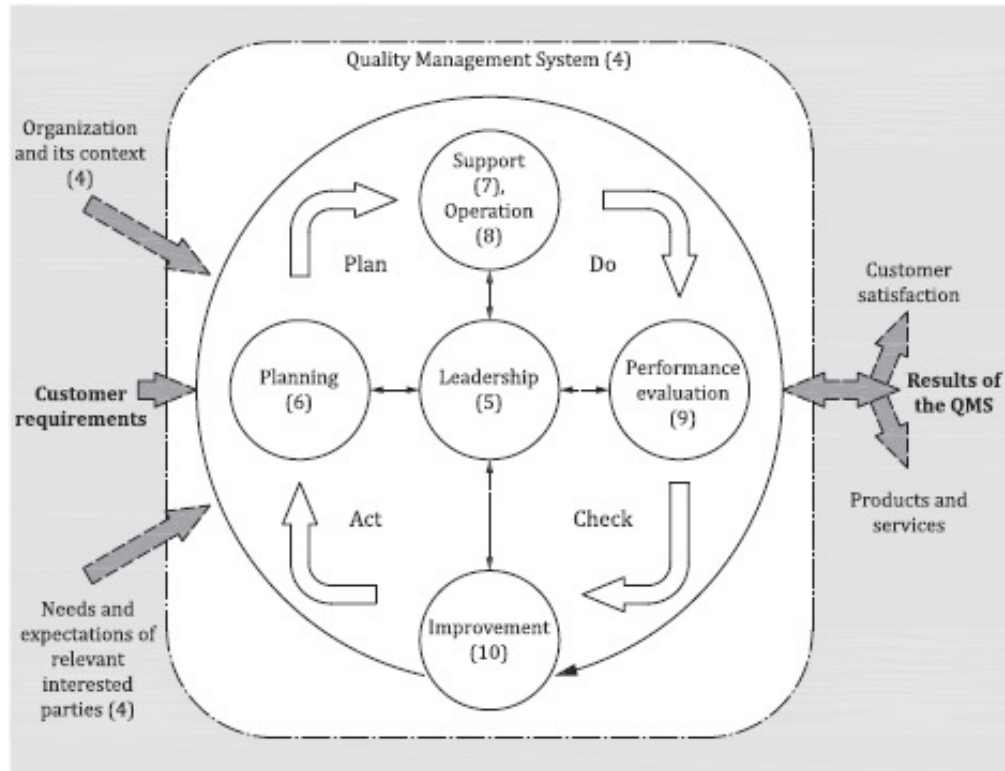 Quality Management System (4)
Organization
and its context
(4)
Support
(7),
Operation
(8)
Plan
Do
Customer
satisfaction
Customer
requirements
Planning
(6)
Leadership
(5)
Performance
evaluation
(9)
Results of
the QMS
Act
Check
Products and
services
Needs and
expectations of
relevant
interested
parties (4)
Improvement
(10)